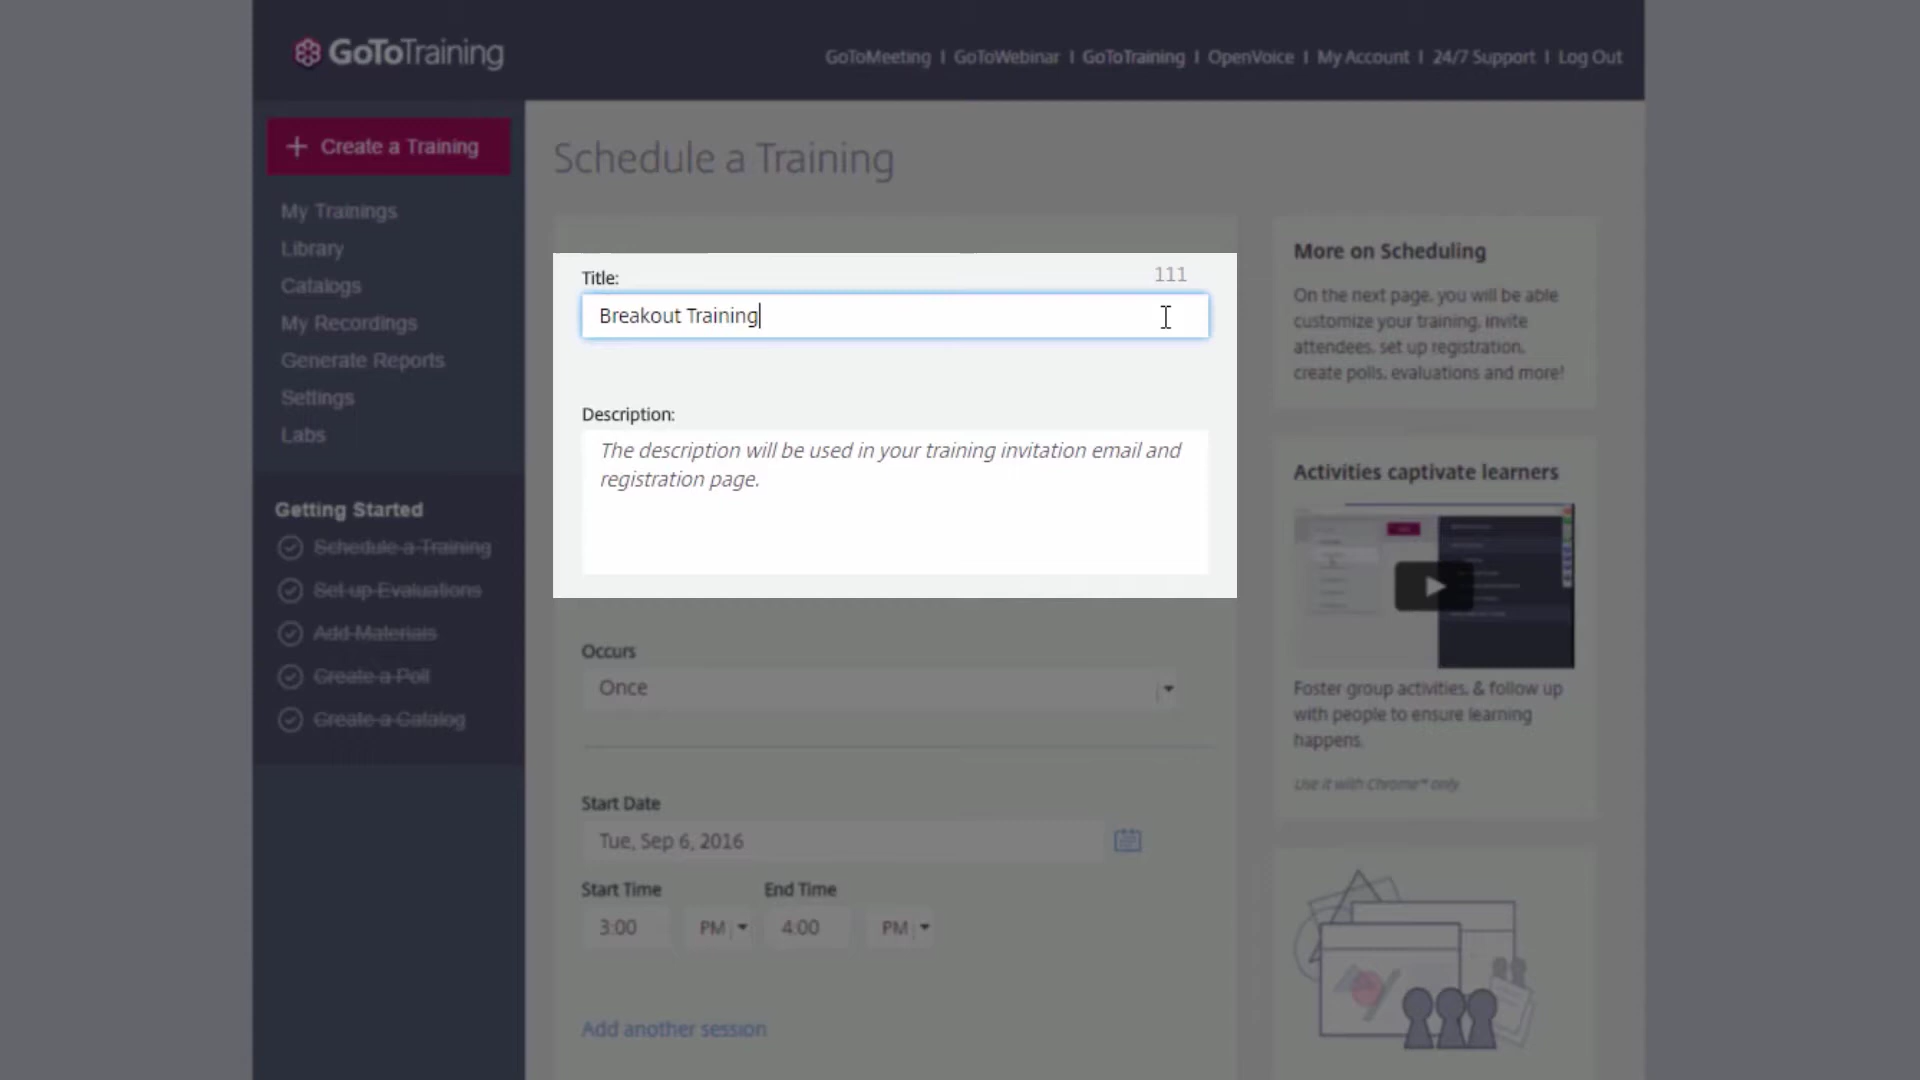 GoToTraining
GoToMeeting | GoToWebinar | GoToTraining | OpenVoice | My Account | 24/7 Support | Log Out
+ Create a Training
My Trainings
Library
Catalogs
My Recordings
Generate Reports
Settings
Labs
Getting Started
Schedule a Training
Set up Evaluations
Add Materials
Create a Poll
Create a Catalog
Schedule a Training
Title:
111
Breakout Training
Description:
The description will be used in your training invitation email and
registration page.
Occurs
Once
Start Date
Tue, Sep 6, 2016
Start Time
End Time
3:00
PM
4:00
PM
Add another session
More on Scheduling
On the next page, you will be able
customize your training, invite
attendees, set up registration,
create polls, evaluations and more!
Activities captivate learners
Foster group activities, & follow up
with people to ensure learning
happens.
Use it with Chrome™ only